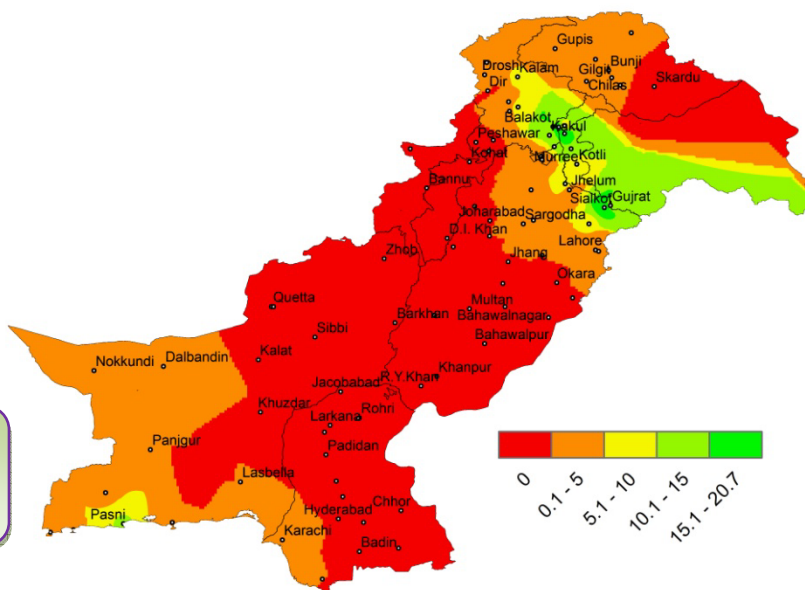 Gupis
Drosh
Kalam
Gilgit
Bunji
Dir
Chilas
Skardu
Balakot
Kakul
Peshawar
Murree
Kotli
Kohat
Bannu
Jhelum
Sialkot
Gujrat
Joharabad
Sargodha
D.I. Khan
Lahore
Zhob
Jhang
Okara
Quetta
Multan
Barkhan
Bahawalnagar
Sibbi
Bahawalpur
Kalat
Nokkundi
Dalbandin
Khanpur
R.Y.Khan
Jacobabad
Khuzdar
Rohri
Larkana
Panjgur
Padidan
Lasbella
Pasni
Hyderabad
Chhor
Karachi
Badin
0
0.1 - 5
5.1 - 10
10.1 - 15
15.1 - 20.7